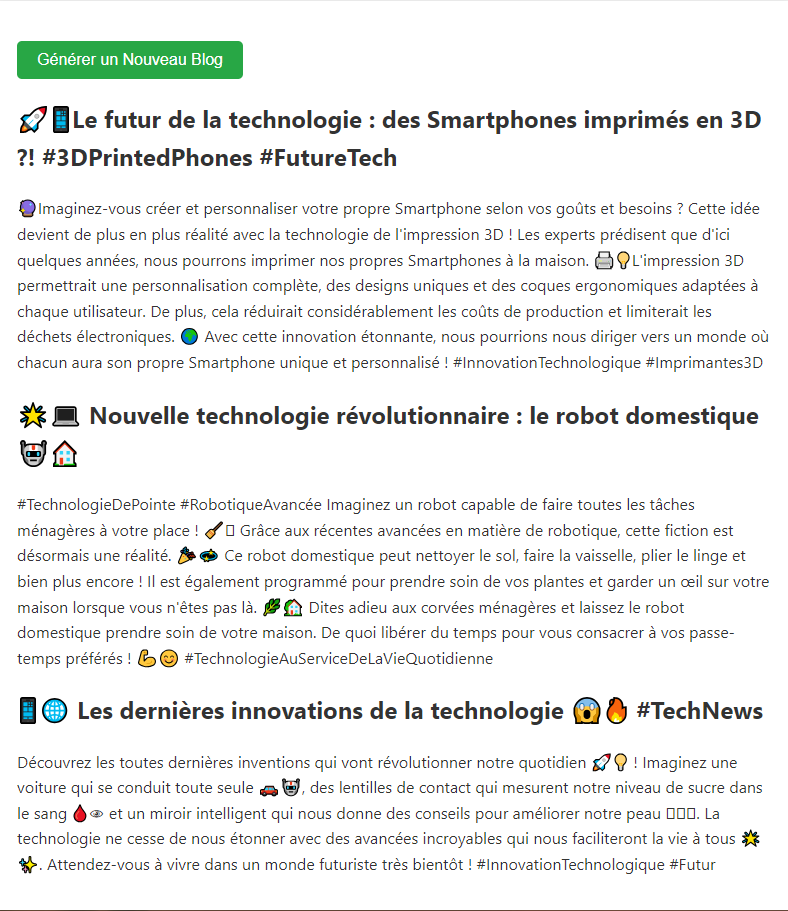 Générer un Nouveau Blog
🚀📱Le futur de la technologie : des Smartphones imprimés en 3D
?! #3DPrintedPhones #FutureTech
🔮Imaginez-vous créer et personnaliser votre propre Smartphone selon vos goûts et besoins ? Cette idée
devient de plus en plus réalité avec la technologie de l'impression 3D ! Les experts prédisent que d'ici
quelques années, nous pourrons imprimer nos propres Smartphones à la maison. 🖨️💡L'impression 3D
permettrait une personnalisation complète, des designs uniques et des coques ergonomiques adaptées à
chaque utilisateur. De plus, cela réduirait considérablement les coûts de production et limiterait les
déchets électroniques. 🌍 Avec cette innovation étonnante, nous pourrions nous diriger vers un monde où
chacun aura son propre Smartphone unique et personnalisé ! #InnovationTechnologique #Imprimantes3D
🌟💻 Nouvelle technologie révolutionnaire : le robot domestique
🤖🏠
#TechnologieDePointe #RobotiqueAvancée Imaginez un robot capable de faire toutes les tâches
ménagères à votre place ! 🧹▯ Grâce aux récentes avancées en matière de robotique, cette fiction est
désormais une réalité. 🎉🤿 Ce robot domestique peut nettoyer le sol, faire la vaisselle, plier le linge et
bien plus encore ! Il est également programmé pour prendre soin de vos plantes et garder un œil sur votre
maison lorsque vous n'êtes pas là. 🌿🏡 Dites adieu aux corvées ménagères et laissez le robot
domestique prendre soin de votre maison. De quoi libérer du temps pour vous consacrer à vos passe-
temps préférés ! 💪😊 #TechnologieAuServiceDeLaVieQuotidienne
📱🌐 Les dernières innovations de la technologie 😱🔥 #TechNews
Découvrez les toutes dernières inventions qui vont révolutionner notre quotidien 🚀💡 ! Imaginez une
voiture qui se conduit toute seule 🚗🤖, des lentilles de contact qui mesurent notre niveau de sucre dans
le sang 🩸👁️ et un miroir intelligent qui nous donne des conseils pour améliorer notre peau ▯▯▯. La
technologie ne cesse de nous étonner avec des avancées incroyables qui nous faciliteront la vie à tous 🌟
✨. Attendez-vous à vivre dans un monde futuriste très bientôt ! #InnovationTechnologique #Futur